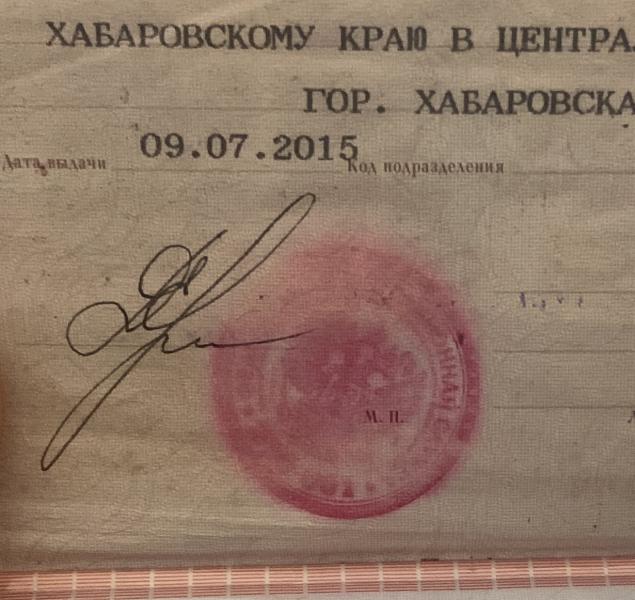 ХАБАРОВСКОМУ КРАЮ В ЦЕНТРА
ГОР. ХАБАРОВСКА
Дата выдачи 09.07.2015 Код подразделения
М. П.